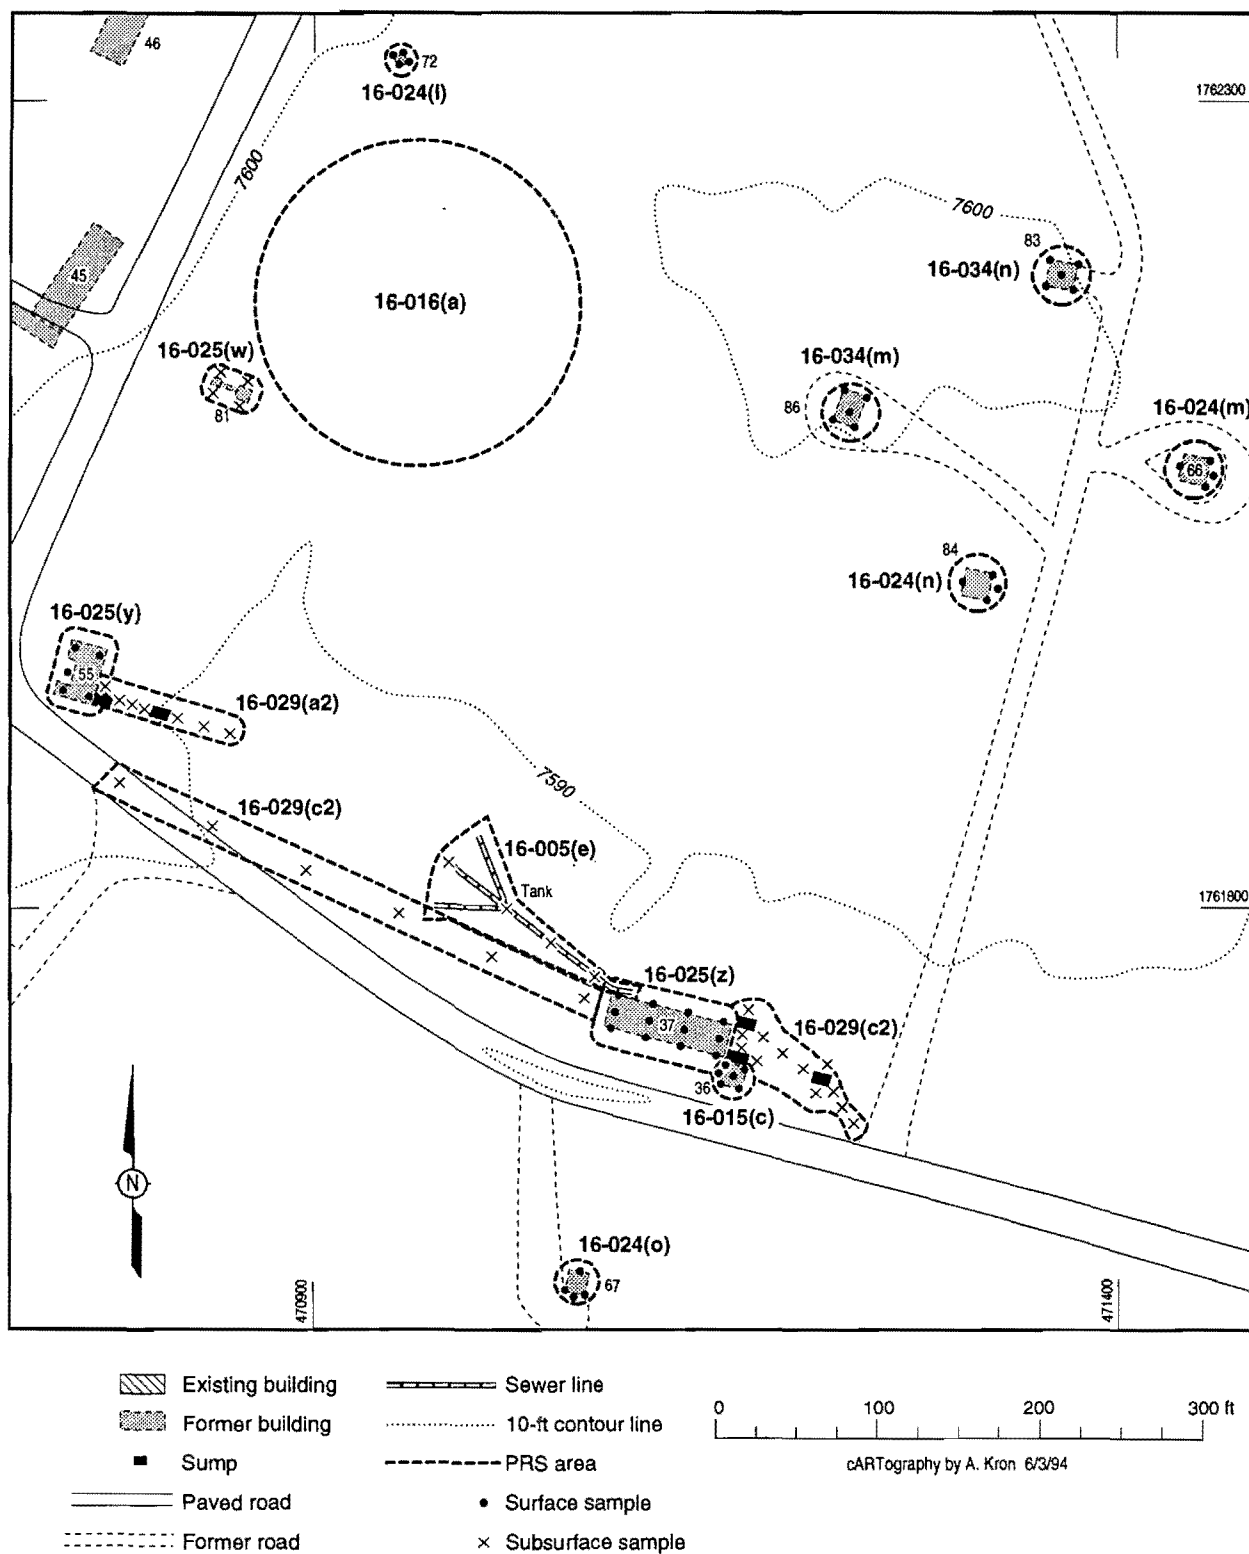 46
72
16-024(l)
1762300
7600
7600
83
16-034(n)
45
16-016(a)
16-025(w)
81
16-034(m)
86
16-024(m)
66
84
16-024(n)
16-025(y)
55
16-029(a2)
7590
16-029(c2)
16-005(e)
Tank
1761800
16-025(z)
37
16-029(c2)
36
16-015(c)
N
16-024(o)
67
470900
471400
Existing building
Sewer line
0 100 200 300 ft
Former building
10-ft contour line
Sump
PRS area
cARTography by A. Kron 6/3/94
Paved road
Surface sample
Former road
Subsurface sample